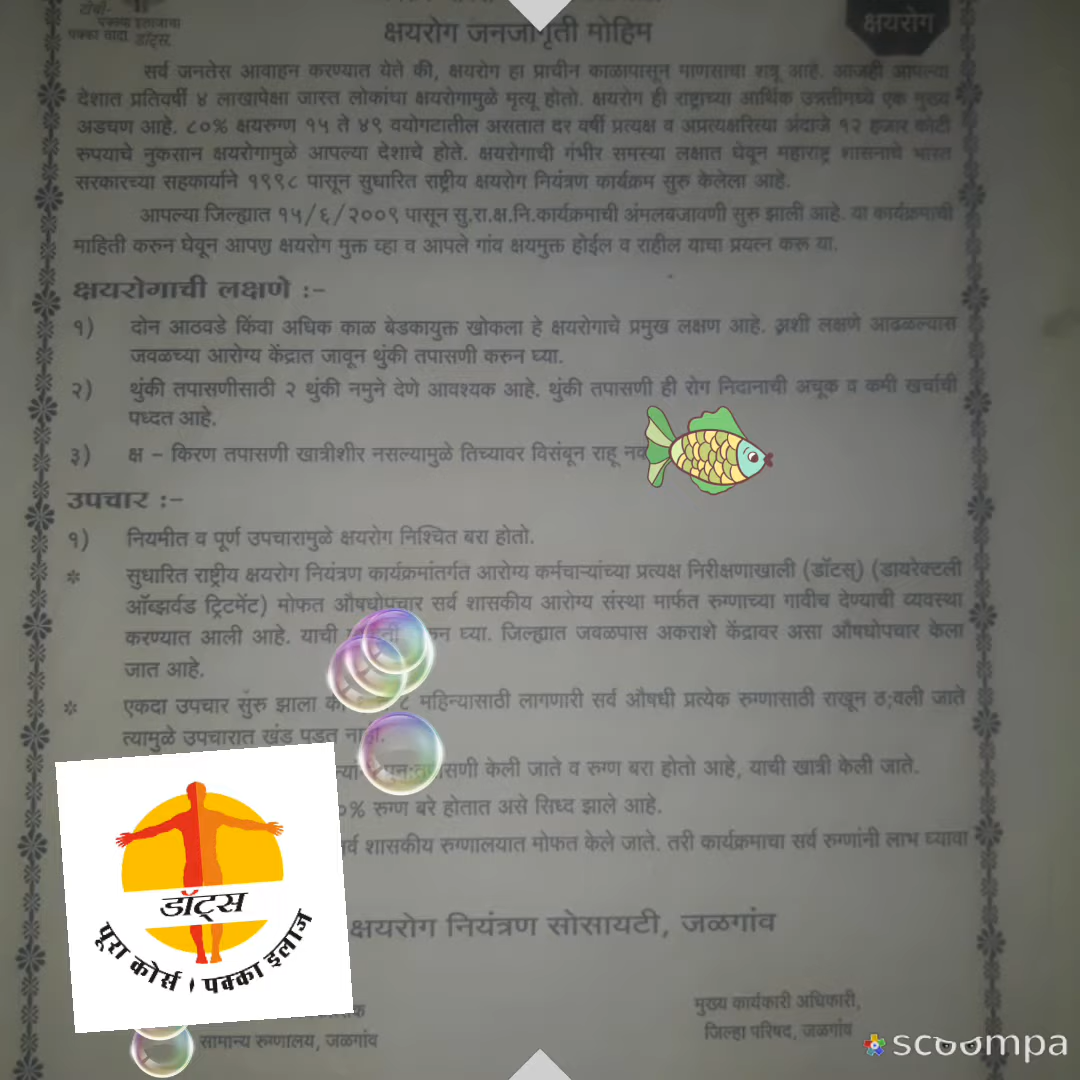 टीबी-
पक्का इलाजाचा
पक्का वादा डॉट्स
क्षयरोग
क्षयरोग जनजागृती मोहिम
सर्व जनतेस आवाहन करण्यात येते की, क्षयरोग हा प्राचीन काळापासून माणसाचा शत्रू आहे. आजही आपल्या
देशात प्रतिवर्षी ४ लाखापेक्षा जास्त लोकांचा क्षयरोगामुळे मृत्यू होतो. क्षयरोग ही राष्ट्राच्या आर्थिक उन्नतीमध्ये एक मुख्य
अडचण आहे. ८०% क्षयरुग्ण १५ ते ४९ वयोगटातील असतात दर वर्षी प्रत्यक्ष व अप्रत्यक्षरित्या अंदाजे १२ हजार कोटी
रुपयाचे नुकसान क्षयरोगामुळे आपल्या देशाचे होते. क्षयरोगाची गंभीर समस्या लक्षात घेवून महाराष्ट्र शासनाचे भारत
सरकारच्या सहकार्याने १९९८ पासून सुधारित राष्ट्रीय क्षयरोग नियंत्रण कार्यक्रम सुरु केलेला आहे.
आपल्या जिल्ह्यात १५/६/२००९ पासून सु.रा.क्ष.नि.कार्यक्रमाची अंमलबजावणी सुरु झाली आहे. या कार्यक्रमाची
माहिती करुन घेवून आपण क्षयरोग मुक्त व्हा व आपले गांव क्षयमुक्त होईल व राहील याचा प्रयत्न करू या.
क्षयरोगाची लक्षणे :-
१) दोन आठवडे किंवा अधिक काळ बेडकायुक्त खोकला हे क्षयरोगाचे प्रमुख लक्षण आहे. अशी लक्षणे आढळल्यास
जवळच्या आरोग्य केंद्रात जावून थुंकी तपासणी करुन घ्या.
२) थुंकी तपासणीसाठी २ थुंकी नमुने देणे आवश्यक आहे. थुंकी तपासणी ही रोग निदानाची अचूक व कमी खर्चाची
पध्दत आहे.
३) क्ष - किरण तपासणी खात्रीशीर नसल्यामुळे तिच्यावर विसंबून राहू
उपचार :-
१) नियमीत व पूर्ण उपचारामुळे क्षयरोग निश्चित बरा होतो.
* सुधारित राष्ट्रीय क्षयरोग नियंत्रण कार्यक्रमांतर्गत आरोग्य कर्मचाऱ्यांच्या प्रत्यक्ष निरीक्षणाखाली (डॉटस्) (डायरेक्टली
ऑब्झर्वड ट्रिटमेंट) मोफत औषधोपचार सर्व शासकीय आरोग्य संस्था मार्फत रुग्णाच्या गावीच देण्याची व्यवस्था
करण्यात आली आहे. याची घ्या. जिल्ह्यात जवळपास अकराशे केंद्रावर असा औषधोपचार केला
जात आहे.
* एकदा उपचार सुंरु झाला की ८ महिन्यासाठी लागणारी सर्व औषधी प्रत्येक रुग्णासाठी राखून ठ;वली जाते
त्यामुळे उपचारात खंड पडत नाही.
केली जाते व रुग्ण बरा होतो आहे, याची खात्री केली जाते.
०% रुग्ण बरे होतात असे सिध्द झाले आहे.
सर्व शासकीय रुग्णालयात मोफत केले जाते. तरी कार्यक्रमाचा सर्व रुग्णांनी लाभ घ्यावा
क्षयरोग नियंत्रण सोसायटी, जळगांव
डॉट्स
पूरा कोर्स । पक्का इलाज
सामान्य रुग्णालय, जळगांव
मुख्य कार्यकारी अधिकारी,
जिल्हा परिषद, जळगांव
scoompa